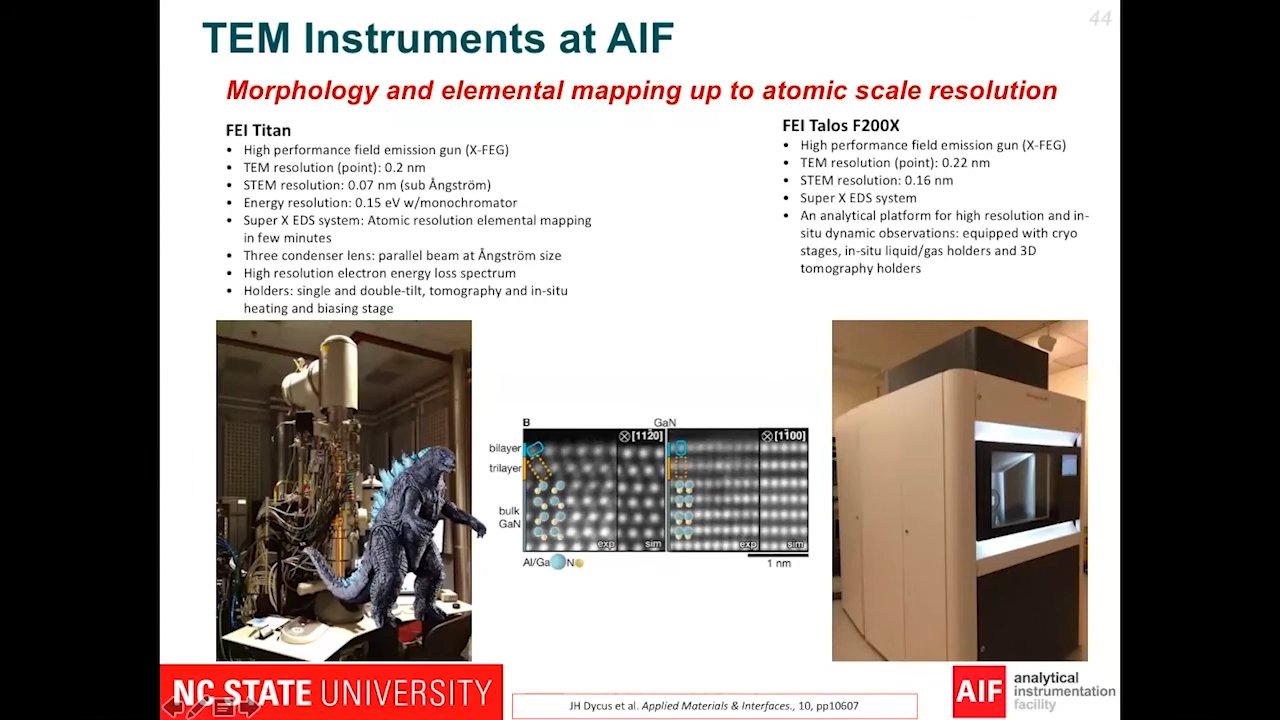 44
TEM Instruments at AIF
Morphology and elemental mapping up to atomic scale resolution
FEI Titan
• High performance field emission gun (X-FEG)
• TEM resolution (point): 0.2 nm
• STEM resolution: 0.07 nm (sub Ångström)
• Energy resolution: 0.15 eV w/monochromator
• Super X EDS system: Atomic resolution elemental mapping
in few minutes
• Three condenser lens: parallel beam at Ångström size
• High resolution electron energy loss spectrum
• Holders: single and double-tilt, tomography and in-situ
heating and biasing stage
FEI Talos F200X
• High performance field emission gun (X-FEG)
• TEM resolution (point): 0.22 nm
• STEM resolution: 0.16 nm
• Super X EDS system
• An analytical platform for high resolution and in-
situ dynamic observations: equipped with cryo
stages, in-situ liquid/gas holders and 3D
tomography holders
B
GaN
[112̄0]
[11̄00]
bilayer
trilayer
bulk
GaN
exp
sim
exp
sim
Al/Ga
N
1 nm
NC STATE UNIVERSITY
JH Dycus et al. Applied Materials & Interfaces., 10, pp10607
AIF
analytical
instrumentation
facility